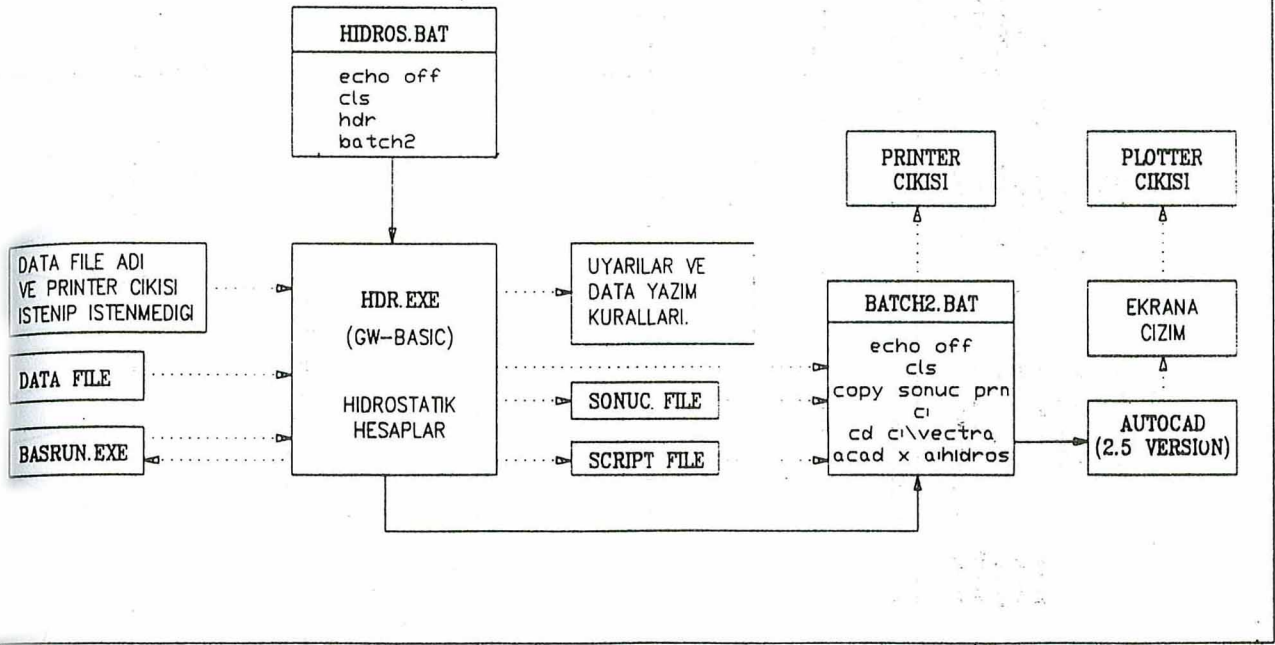 HIDROS.BAT
echo off
cls
hdr
batch2
PRINTER
CIKISI
PLOTTER
CIKISI
DATA FILE ADI
VE PRINTER CIKISI
ISTENIP ISTENMEDIGI
DATA FILE
BASRUN.EXE
HDR.EXE
(GW-BASIC)
HIDROSTATIK
HESAPLAR
UYARILAR VE
DATA YAZIM
KURALLARI.
SONUC FILE
SCRIPT FILE
BATCH2.BAT
echo off
cls
copy sonuc prn
c:
cd c:\vectra
acad x a:hidros
EKRANA
CIZIM
AUTOCAD
(2.5 VERSION)